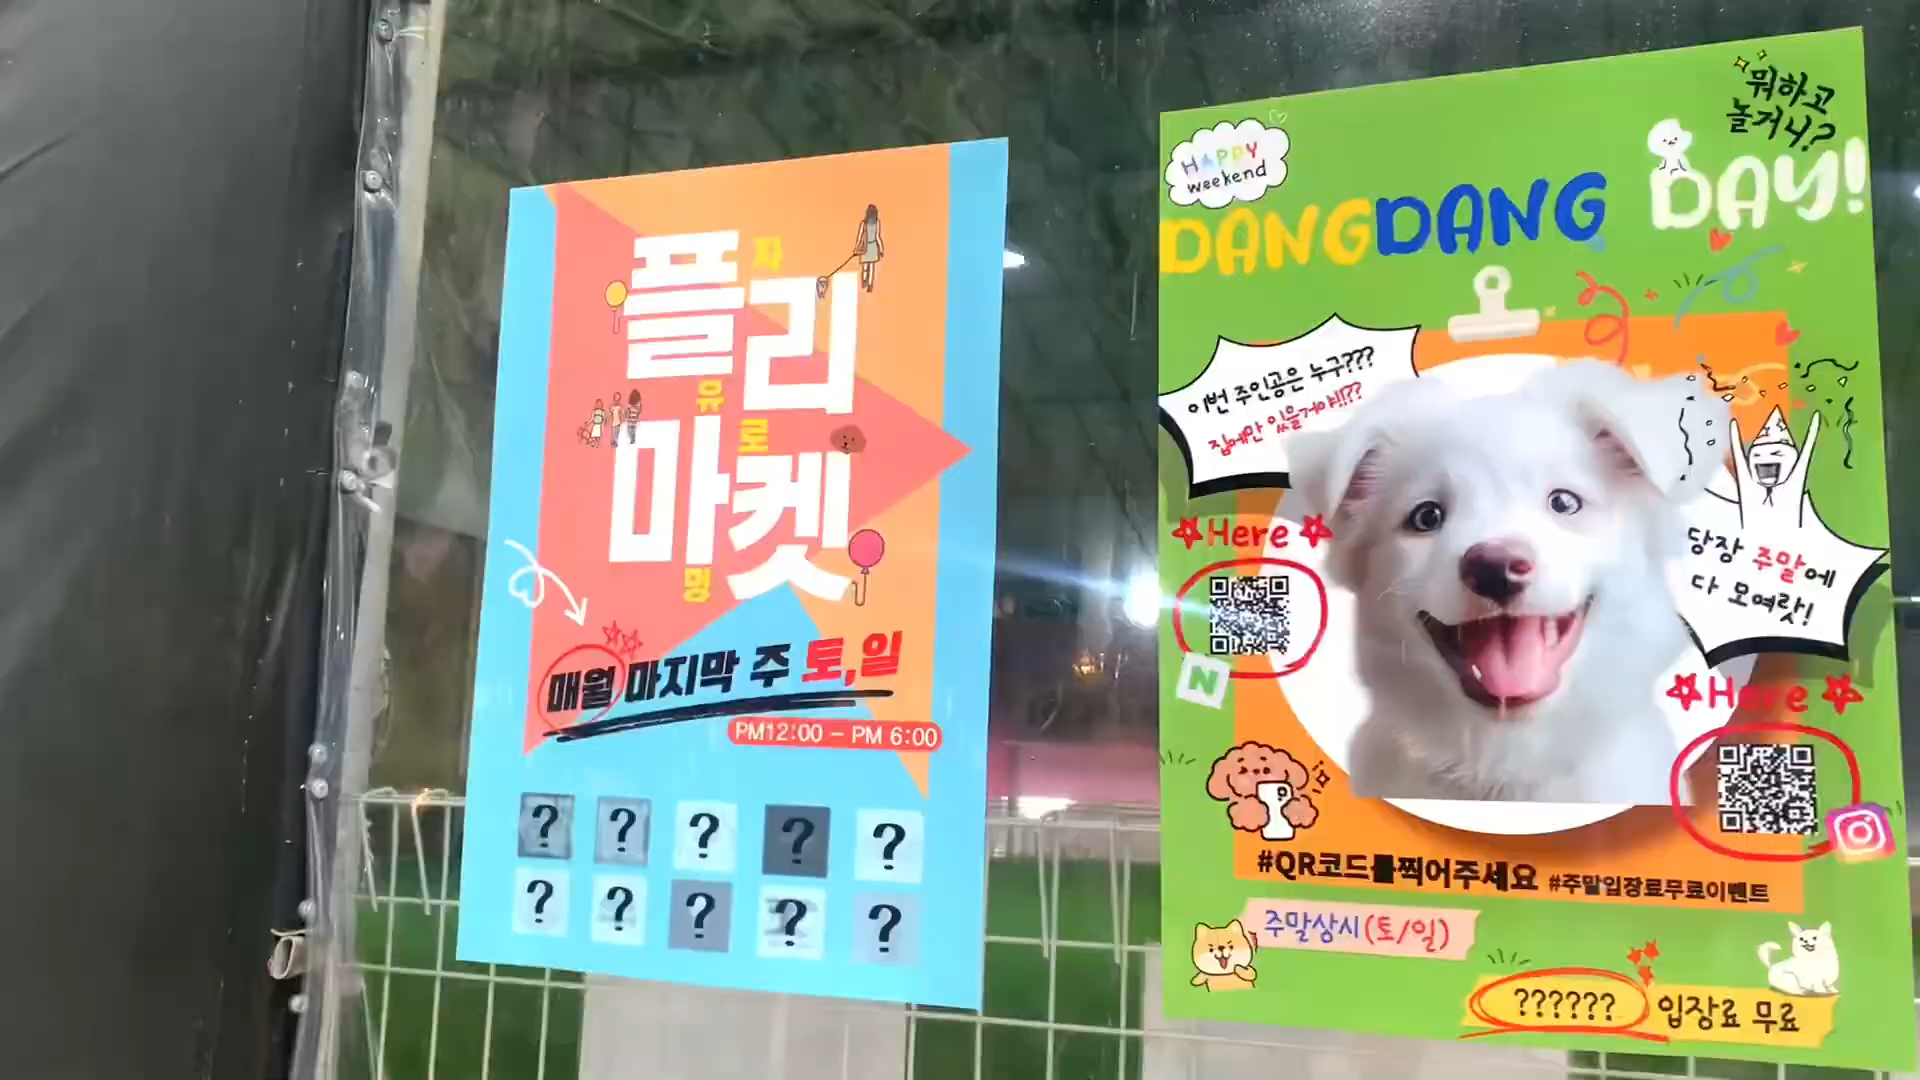 플리
마켓
자
유
로
밍
매월 마지막 주 토,일
PM12:00 - PM 6:00
? ? ? ? ?
? ? ? ? ?
뭐하고
놀거니?
HAPPY
weekend
DANGDANG DAY!
이번 주인공은 누구???
집에만 있을거야!!??
Here
당장 주말에
다 모여랏!
N
Here
#QR코드를찍어주세요 #주말입장료무료이벤트
주말상시(토/일)
?????? 입장료 무료